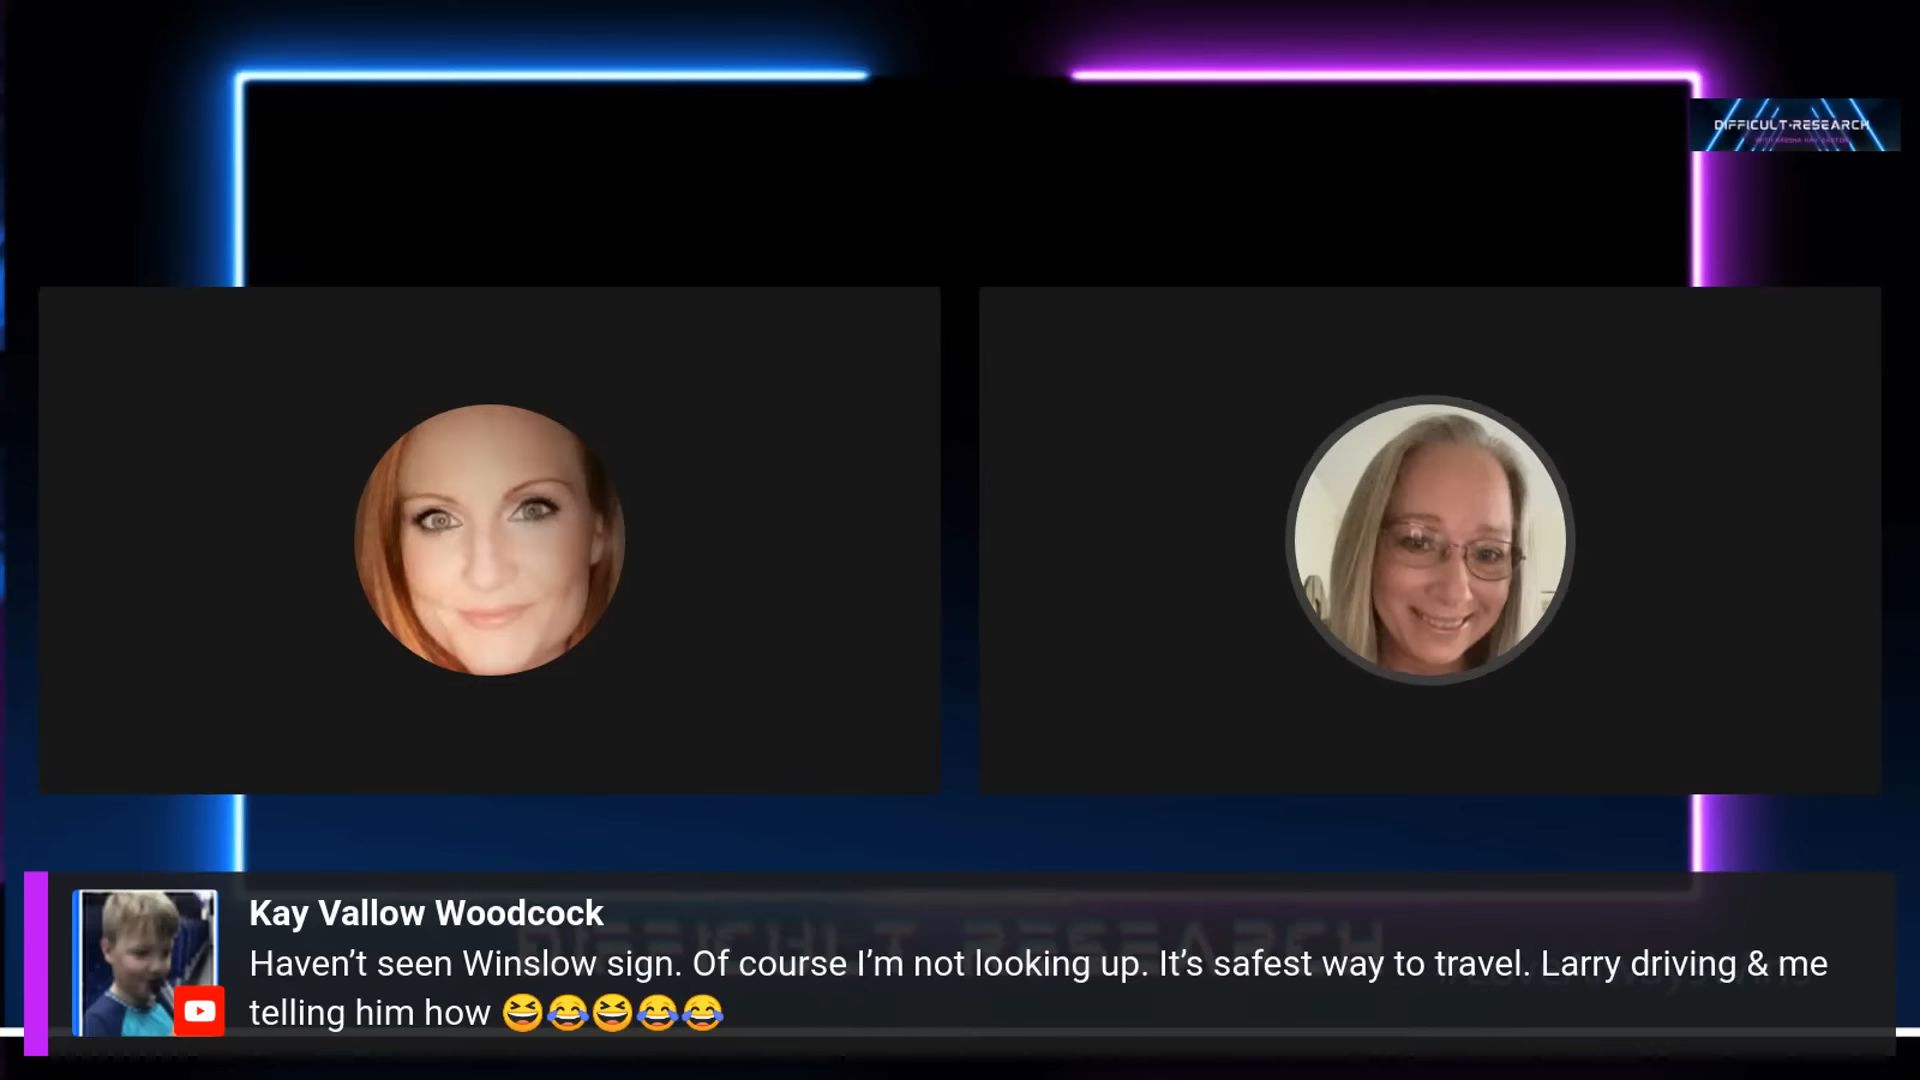 DIFFICULT·RESEARCH
Kay Vallow Woodcock
Haven’t seen Winslow sign. Of course I’m not looking up. It’s safest way to travel. Larry driving & me
telling him how 😆😂😆😂😂